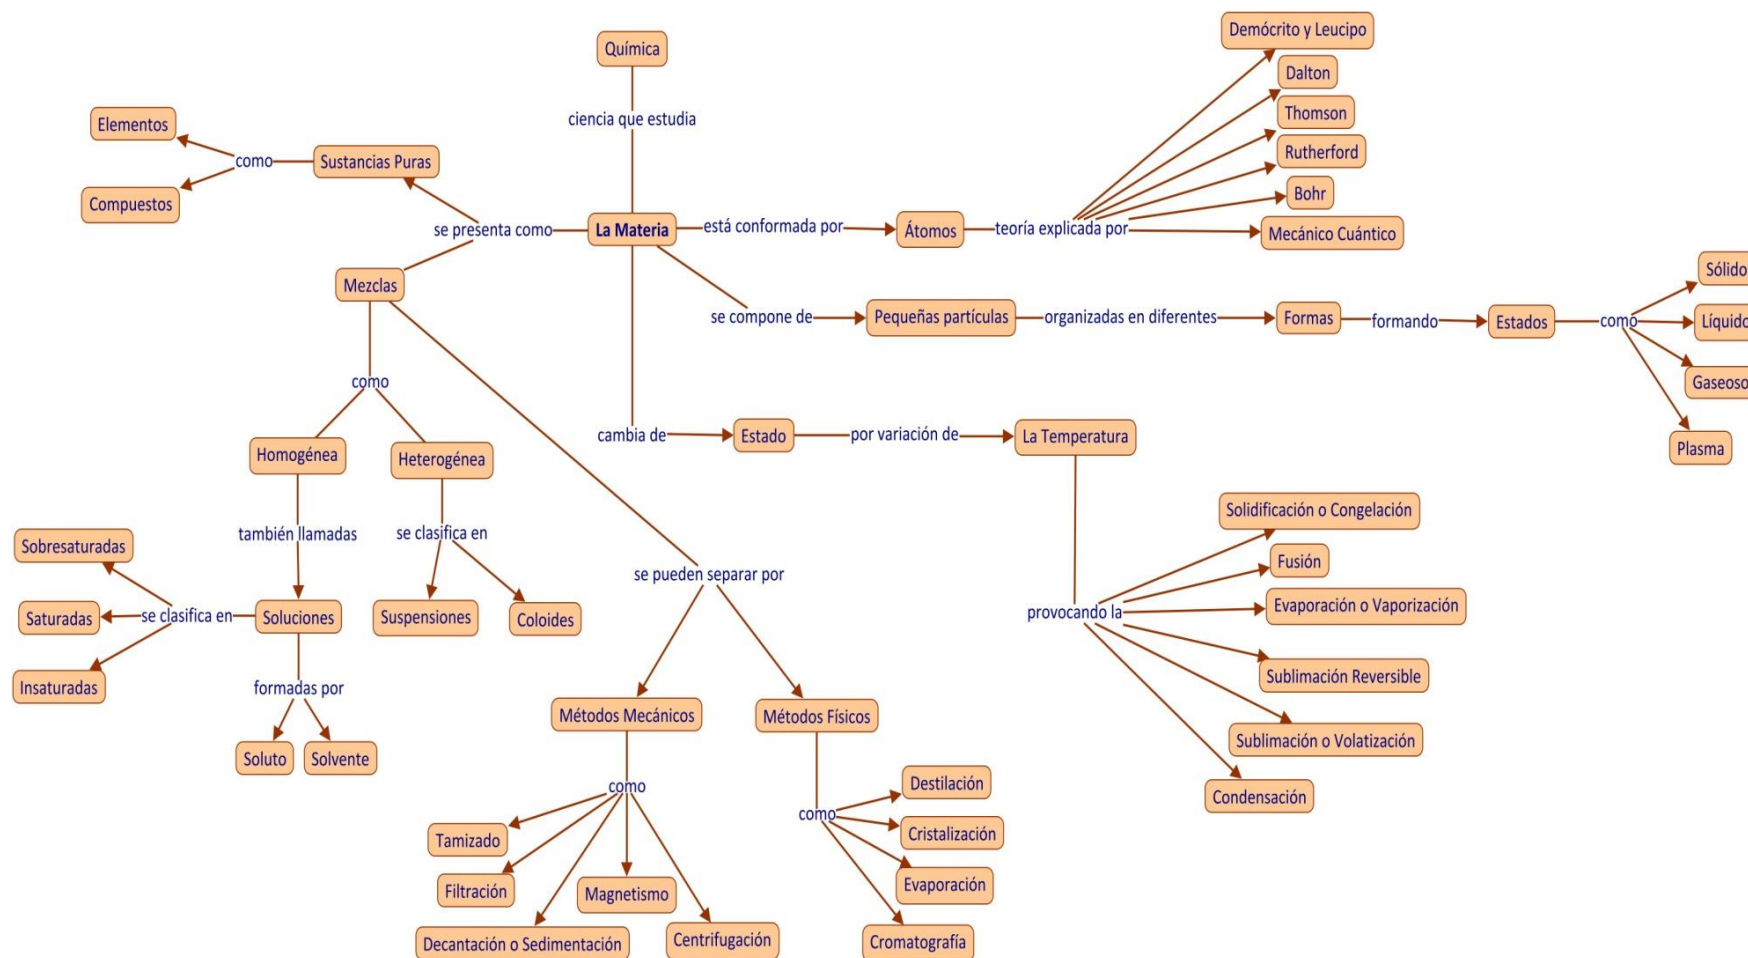 Química
ciencia que estudia
La Materia
se presenta como
Sustancias Puras
como
Elementos
Compuestos
Mezclas
como
Homogénea
también llamadas
Soluciones
se clasifica en
Sobresaturadas
Saturadas
Insaturadas
formadas por
Soluto
Solvente
Heterogénea
se clasifica en
Suspensiones
Coloides
se pueden separar por
Métodos Mecánicos
como
Tamizado
Filtración
Decantación o Sedimentación
Magnetismo
Centrifugación
Métodos Físicos
como
Destilación
Cristalización
Evaporación
Cromatografía
está conformada por
Átomos
teoría explicada por
Demócrito y Leucipo
Dalton
Thomson
Rutherford
Bohr
Mecánico Cuántico
se compone de
Pequeñas partículas
organizadas en diferentes
Formas
formando
Estados
como
Sólido
Líquido
Gaseoso
Plasma
cambia de
Estado
por variación de
La Temperatura
provocando la
Solidificación o Congelación
Fusión
Evaporación o Vaporización
Sublimación Reversible
Sublimación o Volatización
Condensación